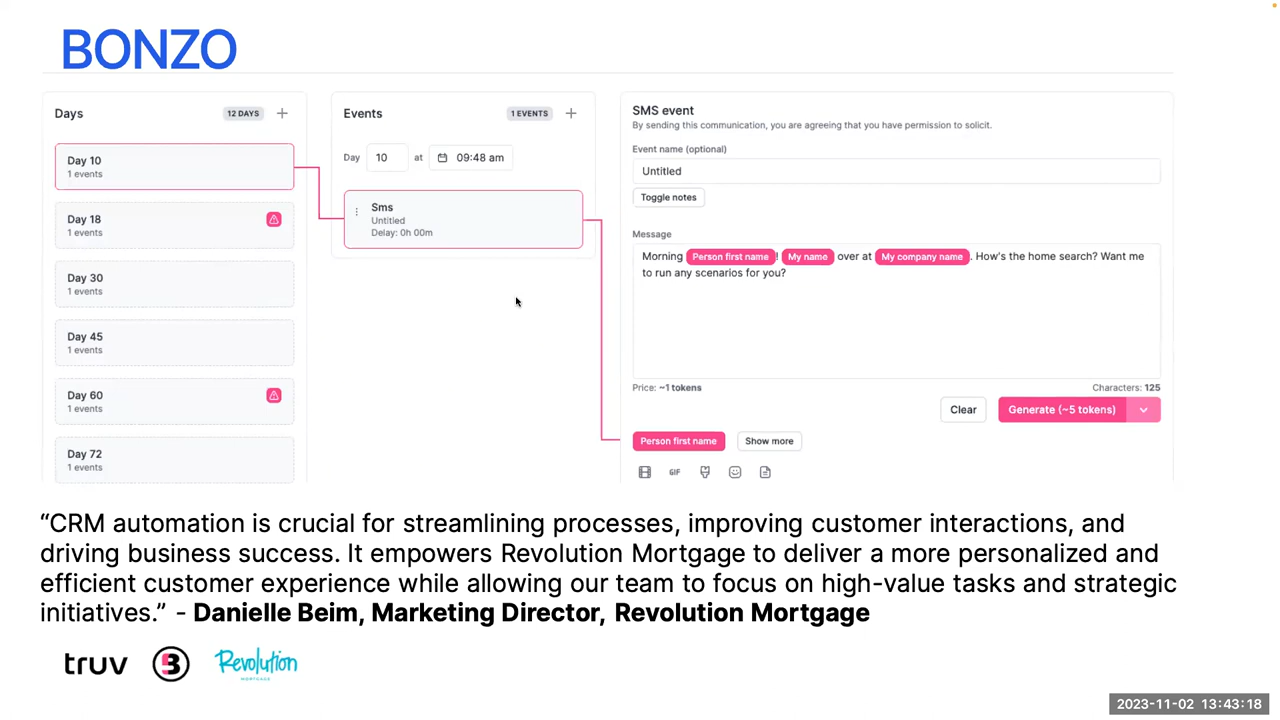 BONZO
Days
12 DAYS
Day 10
1 events
Day 18
1 events
Day 30
1 events
Day 45
1 events
Day 60
1 events
Day 72
1 events
Events
1 EVENTS
Day 10 at 09:48 am
Sms
Untitled
Delay: 0h 00m
SMS event
By sending this communication, you are agreeing that you have permission to solicit.
Event name (optional)
Untitled
Toggle notes
Message
Morning Person first name! My name over at My company name. How's the home search? Want me
to run any scenarios for you?
Price: ~1 tokens
Characters: 125
Clear
Generate (~5 tokens)
Person first name
Show more
GIF
“CRM automation is crucial for streamlining processes, improving customer interactions, and
driving business success. It empowers Revolution Mortgage to deliver a more personalized and
efficient customer experience while allowing our team to focus on high-value tasks and strategic
initiatives.” - Danielle Beim, Marketing Director, Revolution Mortgage
truv
B
Revolution
MORTGAGE
2023-11-02 13:43:18